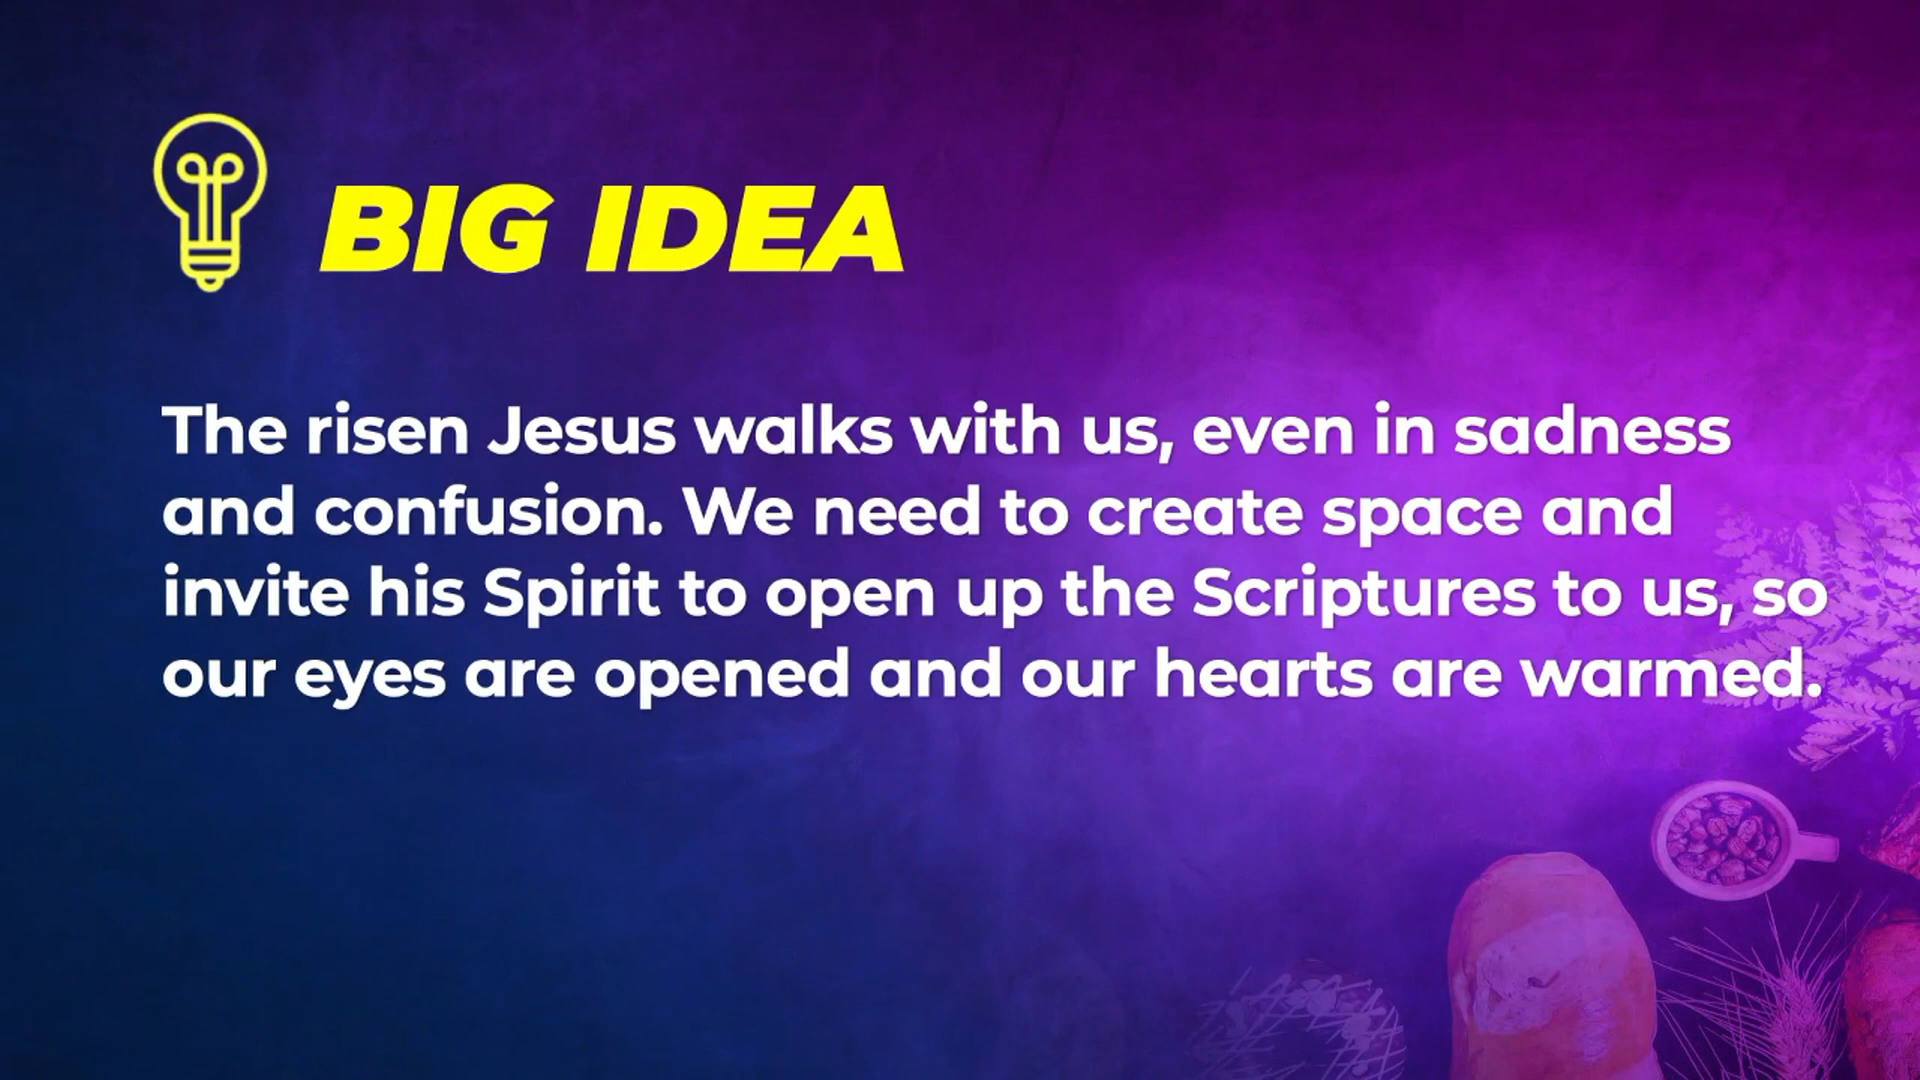 BIG IDEA
The risen Jesus walks with us, even in sadness
and confusion. We need to create space and
invite his Spirit to open up the Scriptures to us, so
our eyes are opened and our hearts are warmed.